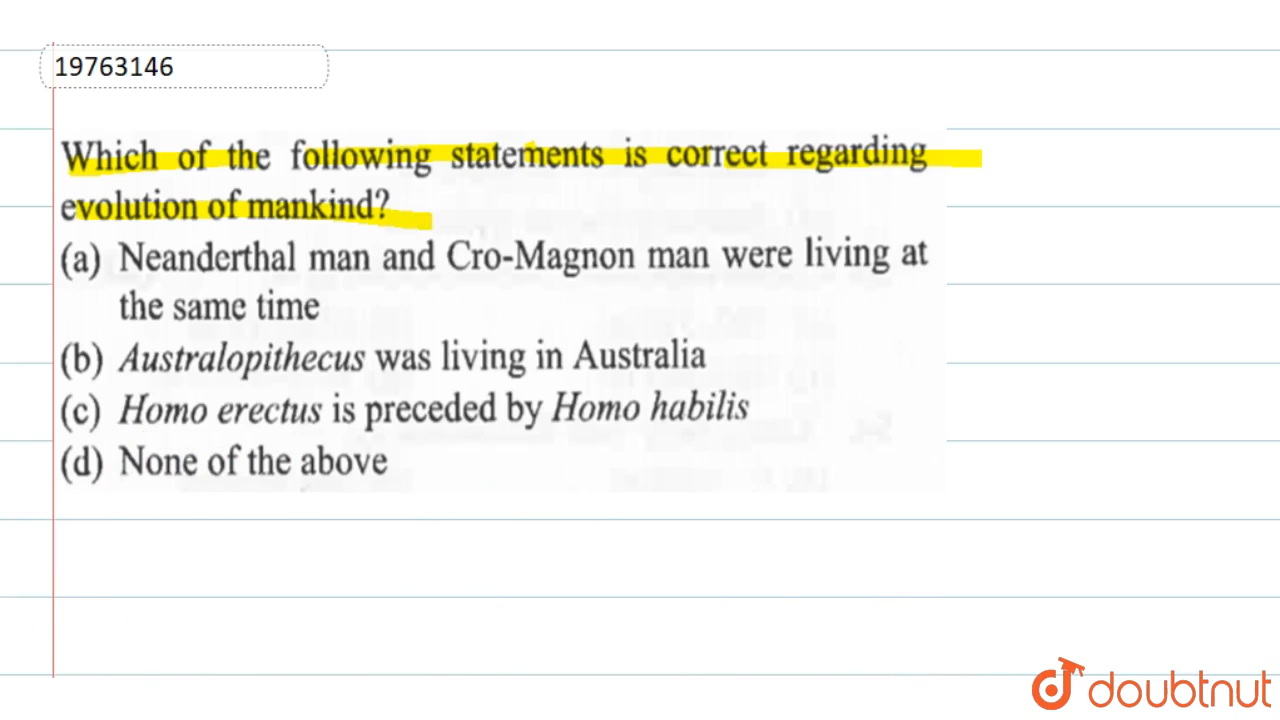 19763146
Which of the following statements is correct regarding
evolution of mankind?
(a) Neanderthal man and Cro-Magnon man were living at
the same time
(b) Australopithecus was living in Australia
(c) Homo erectus is preceded by Homo habilis
(d) None of the above
doubtnut